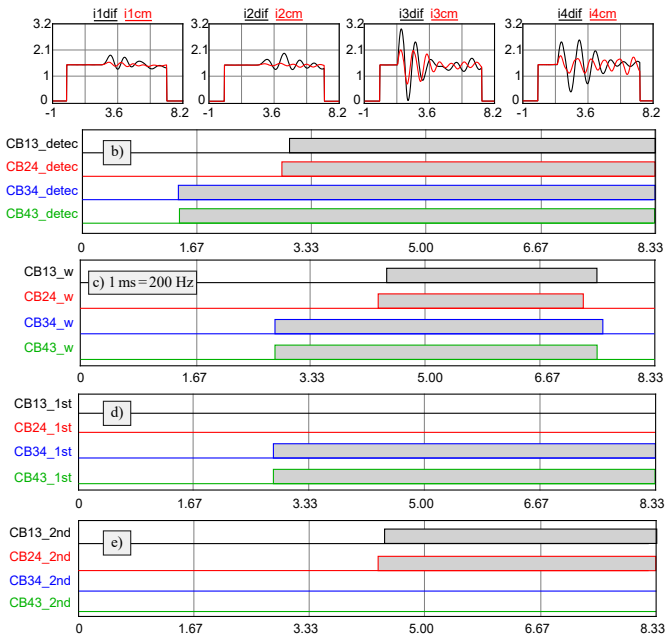 i1dif i1cm i2dif i2cm i3dif i3cm i4dif i4cm
3.2 3.2 3.2 3.2
2.1 2.1 2.1 2.1
1 1 1 1
0 0 0 0
-1 3.6 8.2 -1 3.6 8.2 -1 3.6 8.2 -1 3.6 8.2
CB13_detec
b)
CB24_detec
CB34_detec
CB43_detec
0 1.67 3.33 5.00 6.67 8.33
CB13_w
c) 1 ms = 200 Hz
CB24_w
CB34_w
CB43_w
0 1.67 3.33 5.00 6.67 8.33
CB13_1st
d)
CB24_1st
CB34_1st
CB43_1st
0 1.67 3.33 5.00 6.67 8.33
CB13_2nd
e)
CB24_2nd
CB34_2nd
CB43_2nd
0 1.67 3.33 5.00 6.67 8.33